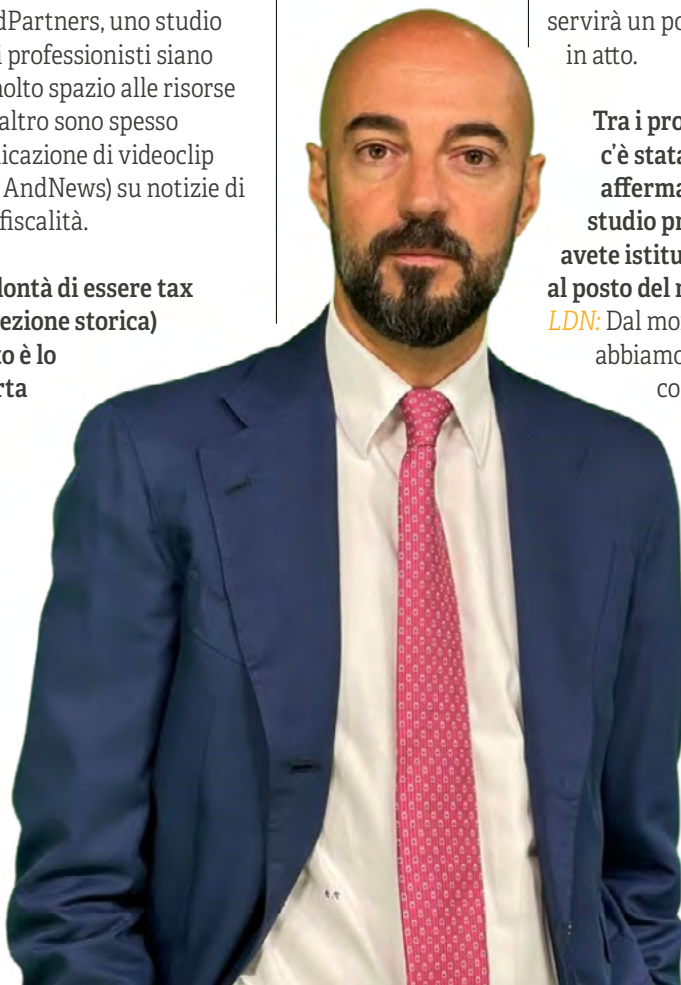 dPartners, uno studio
i professionisti siano
nolto spazio alle risorse
altro sono spesso
licazione di videoclip
AndNews) su notizie di
fiscalità.
lontà di essere tax
ezione storica)
o è lo
rta
servirà un po
in atto.
Tra i pro
c'è stata
afferma
studio pr
avete istitu
al posto del r
LDN: Dal mo
abbiamo
co